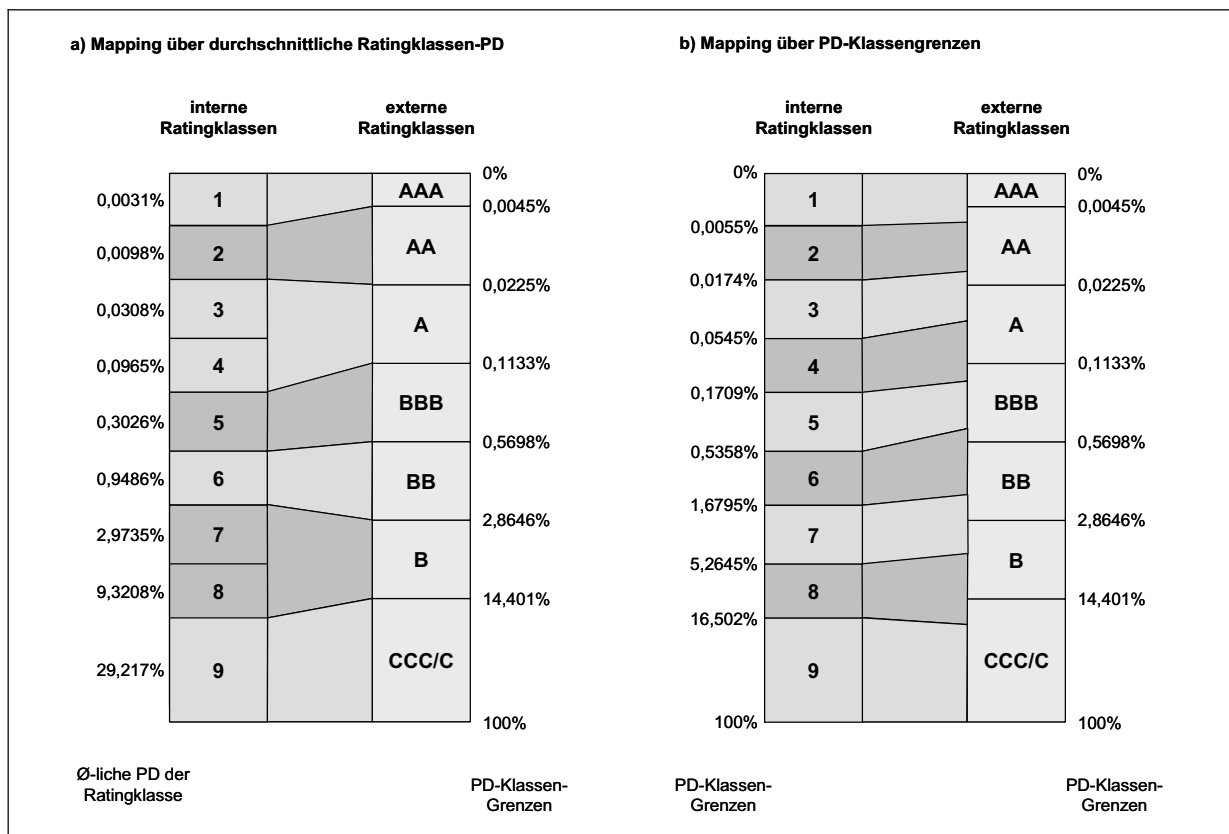 a) Mapping über durchschnittliche Ratingklassen-PD
interne
Ratingklassen
externe
Ratingklassen
0,0031%
0,0098%
0,0308%
0,0965%
0,3026%
0,9486%
2,9735%
9,3208%
29,217%
1
2
3
4
5
6
7
8
9
AAA
AA
A
BBB
BB
B
CCC/C
0%
0,0045%
0,0225%
0,1133%
0,5698%
2,8646%
14,401%
100%
Ø-liche PD der
Ratingklasse
PD-Klassen-
Grenzen
b) Mapping über PD-Klassengrenzen
interne
Ratingklassen
externe
Ratingklassen
0%
0,0055%
0,0174%
0,0545%
0,1709%
0,5358%
1,6795%
5,2645%
16,502%
100%
1
2
3
4
5
6
7
8
9
AAA
AA
A
BBB
BB
B
CCC/C
0%
0,0045%
0,0225%
0,1133%
0,5698%
2,8646%
14,401%
100%
PD-Klassen-
Grenzen
PD-Klassen-
Grenzen